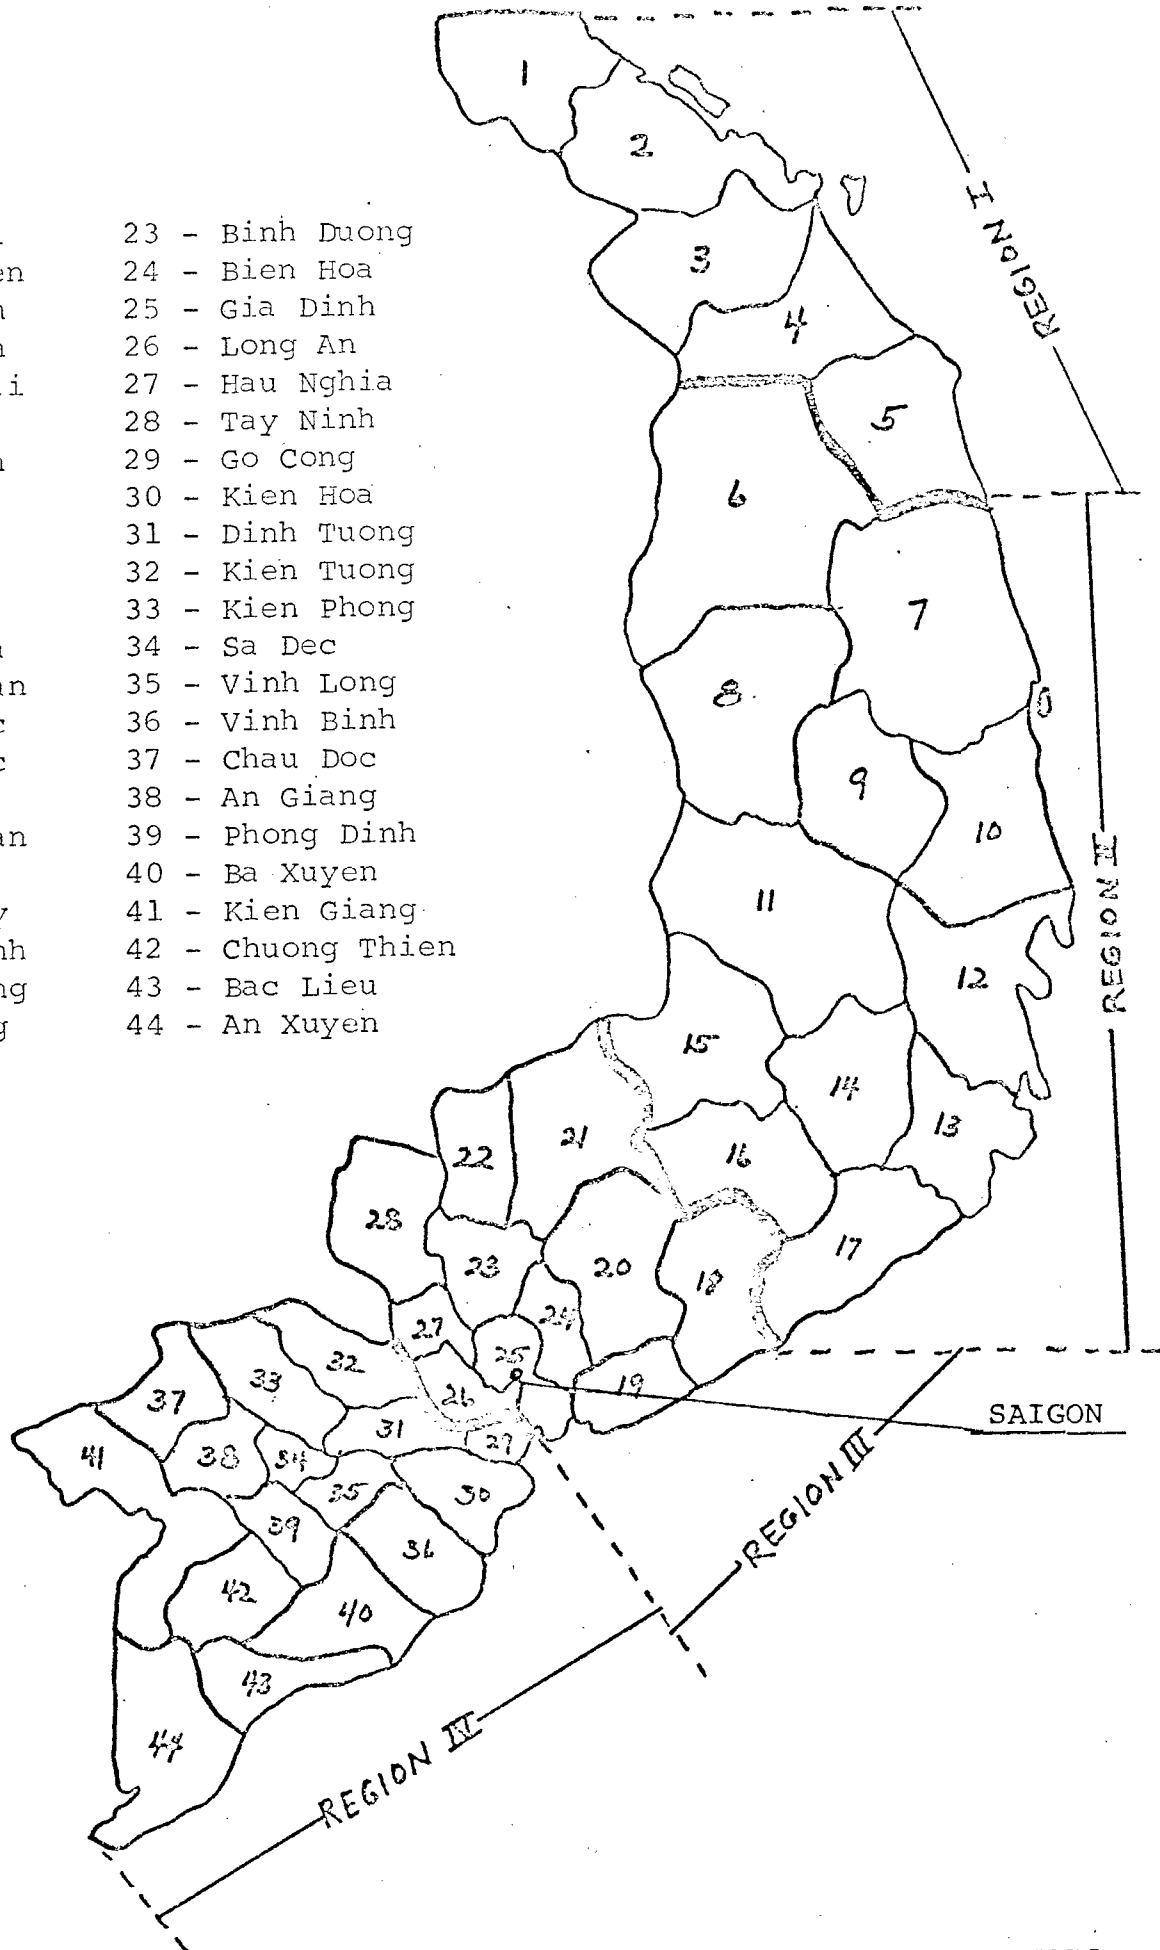 23 - Binh Duong
24 - Bien Hoa
25 - Gia Dinh
26 - Long An
27 - Hau Nghia
28 - Tay Ninh
29 - Go Cong
30 - Kien Hoa
31 - Dinh Tuong
32 - Kien Tuong
33 - Kien Phong
34 - Sa Dec
35 - Vinh Long
36 - Vinh Binh
37 - Chau Doc
38 - An Giang
39 - Phong Dinh
40 - Ba Xuyen
41 - Kien Giang
42 - Chuong Thien
43 - Bac Lieu
44 - An Xuyen
1
2
3
4
5
6
7
8
9
10
11
12
13
14
15
16
17
18
19
20
21
22
23
24
25
26
27
28
29
30
31
32
33
34
35
36
37
38
39
40
41
42
43
44
REGION I
REGION II
SAIGON
REGION III
REGION IV